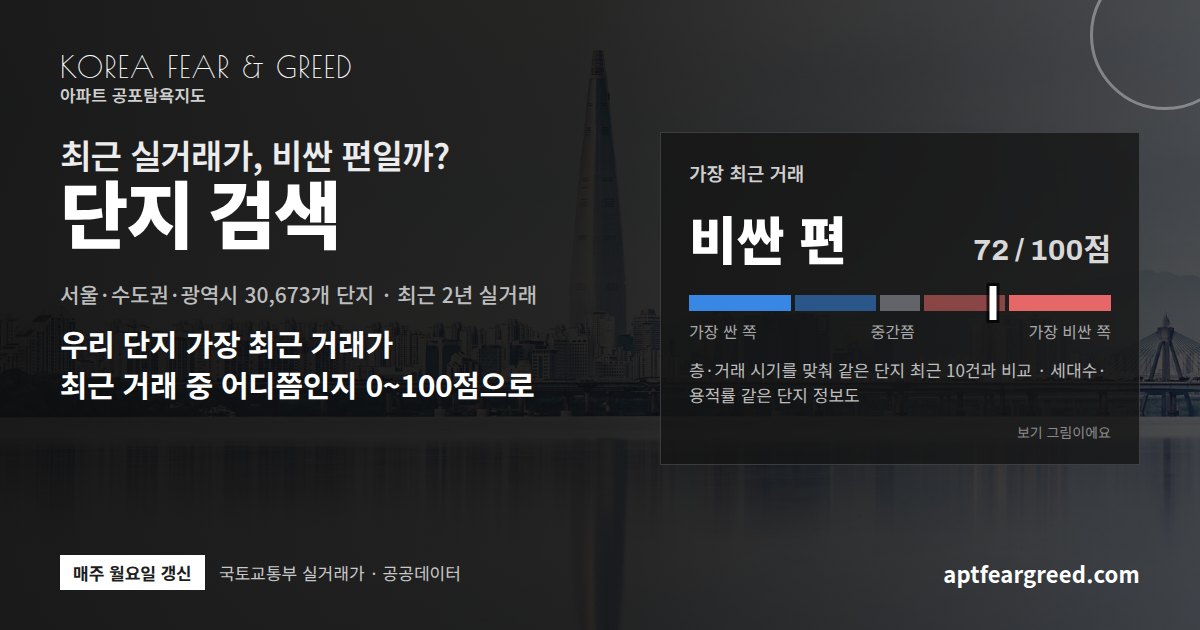 KOREA FEAR & GREED
아파트 공포탐욕지도
최근 실거래가, 비싼 편일까?
단지 검색
서울·수도권·광역시 30,673개 단지 · 최근 2년 실거래
우리 단지 가장 최근 거래가
최근 거래 중 어디쯤인지 0~100점으로
가장 최근 거래
비싼 편
72 / 100점
가장 싼 쪽
중간쯤
가장 비싼 쪽
층·거래 시기를 맞춰 같은 단지 최근 10건과 비교 · 세대수·
용적률 같은 단지 정보도
보기 그림이에요
매주 월요일 갱신
국토교통부 실거래가 · 공공데이터
aptfeargreed.com